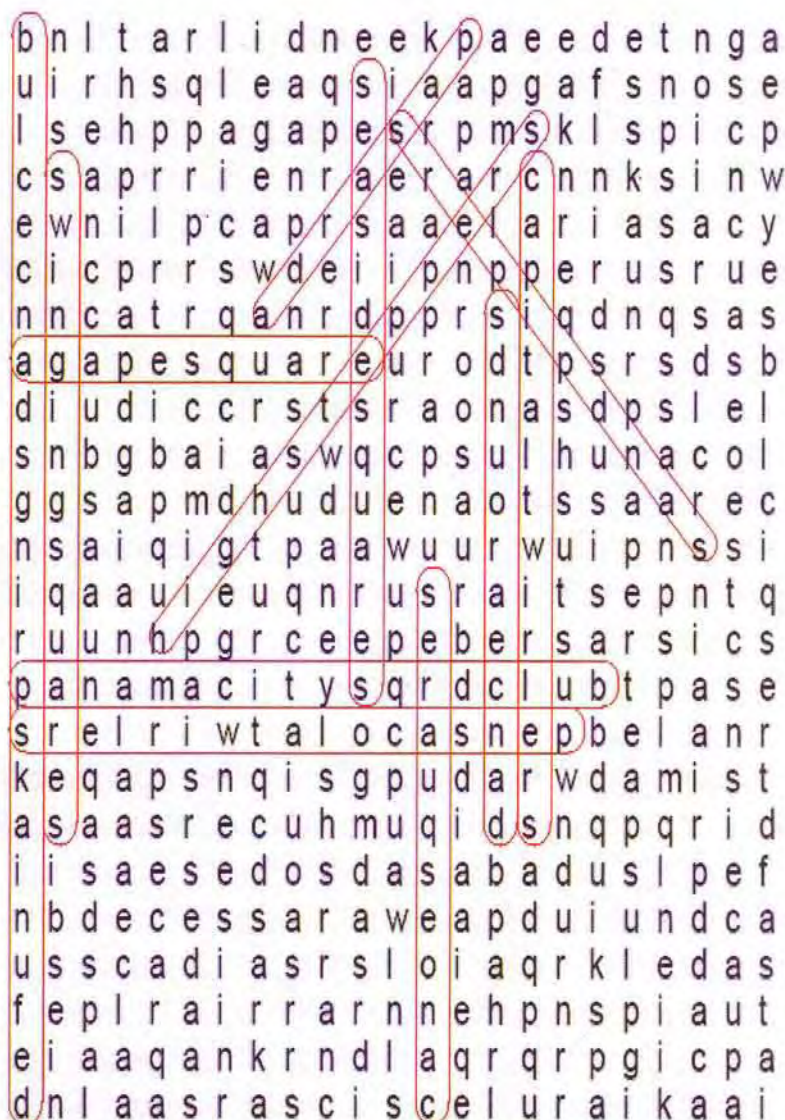 b n l t a r l i d n e e k p a e e d e t n g a
u i r h s q l e a q s i a a p g a f s n o s e
l s e h p p a g a p e s r p m s k l s p i c p
c s a p r r i e n r a e r a r c n n k s i n w
e w n i l p c a p r s a a e l a r i a s a c y
c i c p r r s w d e i i p n p p e r u s r u e
n n c a t r q a n r d p p r s i q d n q s a s
a g a p e s q u a r e u r o d t p s r s d s b
d i u d i c c r s t s r a o n a s d p s l e l
s n b g b a i a s w q c p s u l h u n a c o l
g g s a p m d h u d u e n a o t s s a a r e c
n s a i q i g t p a a w u u r w u i p n s s i
i q a a u i e u q n r u s r a i t s e p n t q
r u u n h p g r c e e p e b e r s a r s i c s
p a n a m a c i t y s q r d c l u b t p a s e
s r e l r i w t a l o c a s n e p b e l a n r
k e q a p s n q i s g p u d a r w d a m i s t
a s a a s r e c u h m u q i d s n q p q r i d
i i s a e s e d o s d a s a b a d u s l p e f
n b d e c e s s a r a w e a p d u i u n d c a
u s s c a d i a s r s l o i a q r k l e d a s
f e p l r a i r r a r n n e h p n s p i a u t
e i a a q a n k r n d l a q r q r p g i c p a
d n l a a s r a s c i s c e l u r a i k a a i